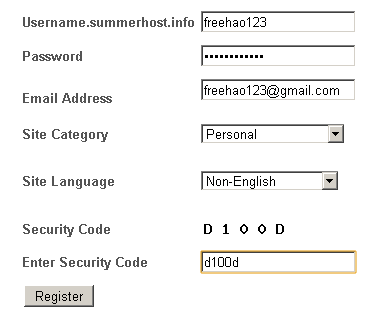 Username.summerhost.info freehao123
Password ••••••••••••
Email Address freehao123@gmail.com
Site Category Personal
Site Language Non-English
Security Code D 1 0 0 D
Enter Security Code d100d
Register